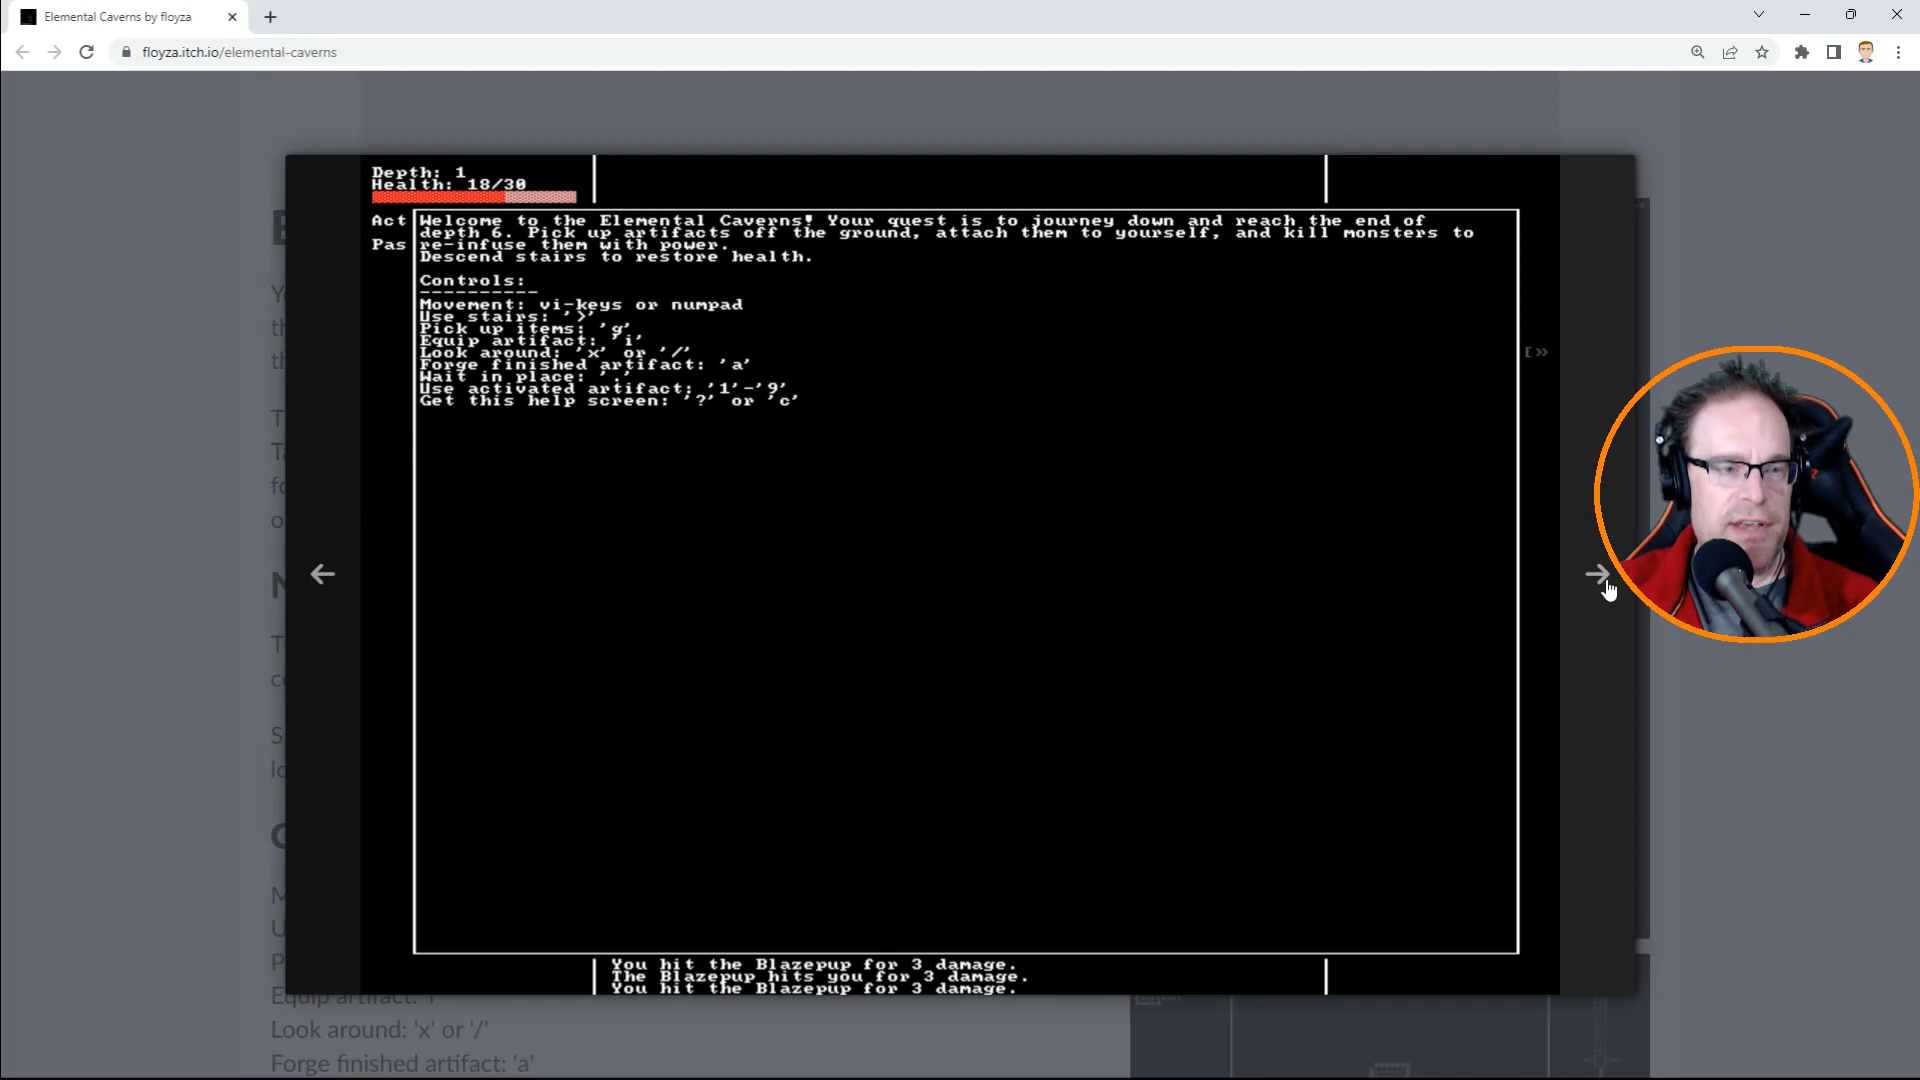 Elemental Caverns by floyza
floyza.itch.io/elemental-caverns
Depth: 1
Health: 18/30
Act
Pas
Welcome to the Elemental Caverns! Your quest is to journey down and reach the end of
depth 6. Pick up artifacts off the ground, attach them to yourself, and kill monsters to
re-infuse them with power.
Descend stairs to restore health.
Controls:
----------
Movement: vi-keys or numpad
Use stairs: '>'
Pick up items: 'g'
Equip artifact: 'i'
Look around: 'x' or '/'
Forge finished artifact: 'a'
Wait in place: '.'
Use activated artifact: '1'-'9'
Get this help screen: '?' or 'c'
[»
You hit the Blazepup for 3 damage.
The Blazepup hits you for 3 damage.
You hit the Blazepup for 3 damage.
Equip artifact: 'i'
Look around: 'x' or '/'
Forge finished artifact: 'a'